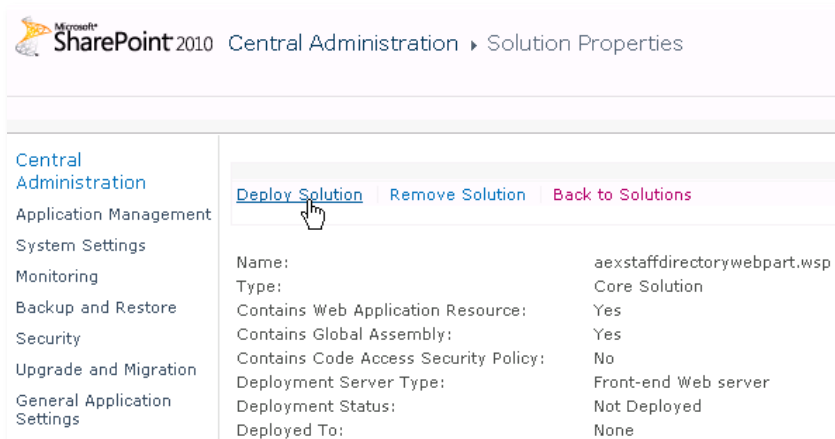 Microsoft®
SharePoint 2010 Central Administration ▸ Solution Properties
Central
Administration
Application Management
System Settings
Monitoring
Backup and Restore
Security
Upgrade and Migration
General Application
Settings
Deploy Solution Remove Solution Back to Solutions
Name: aexstaffdirectorywebpart.wsp
Type: Core Solution
Contains Web Application Resource: Yes
Contains Global Assembly: Yes
Contains Code Access Security Policy: No
Deployment Server Type: Front-end Web server
Deployment Status: Not Deployed
Deployed To: None